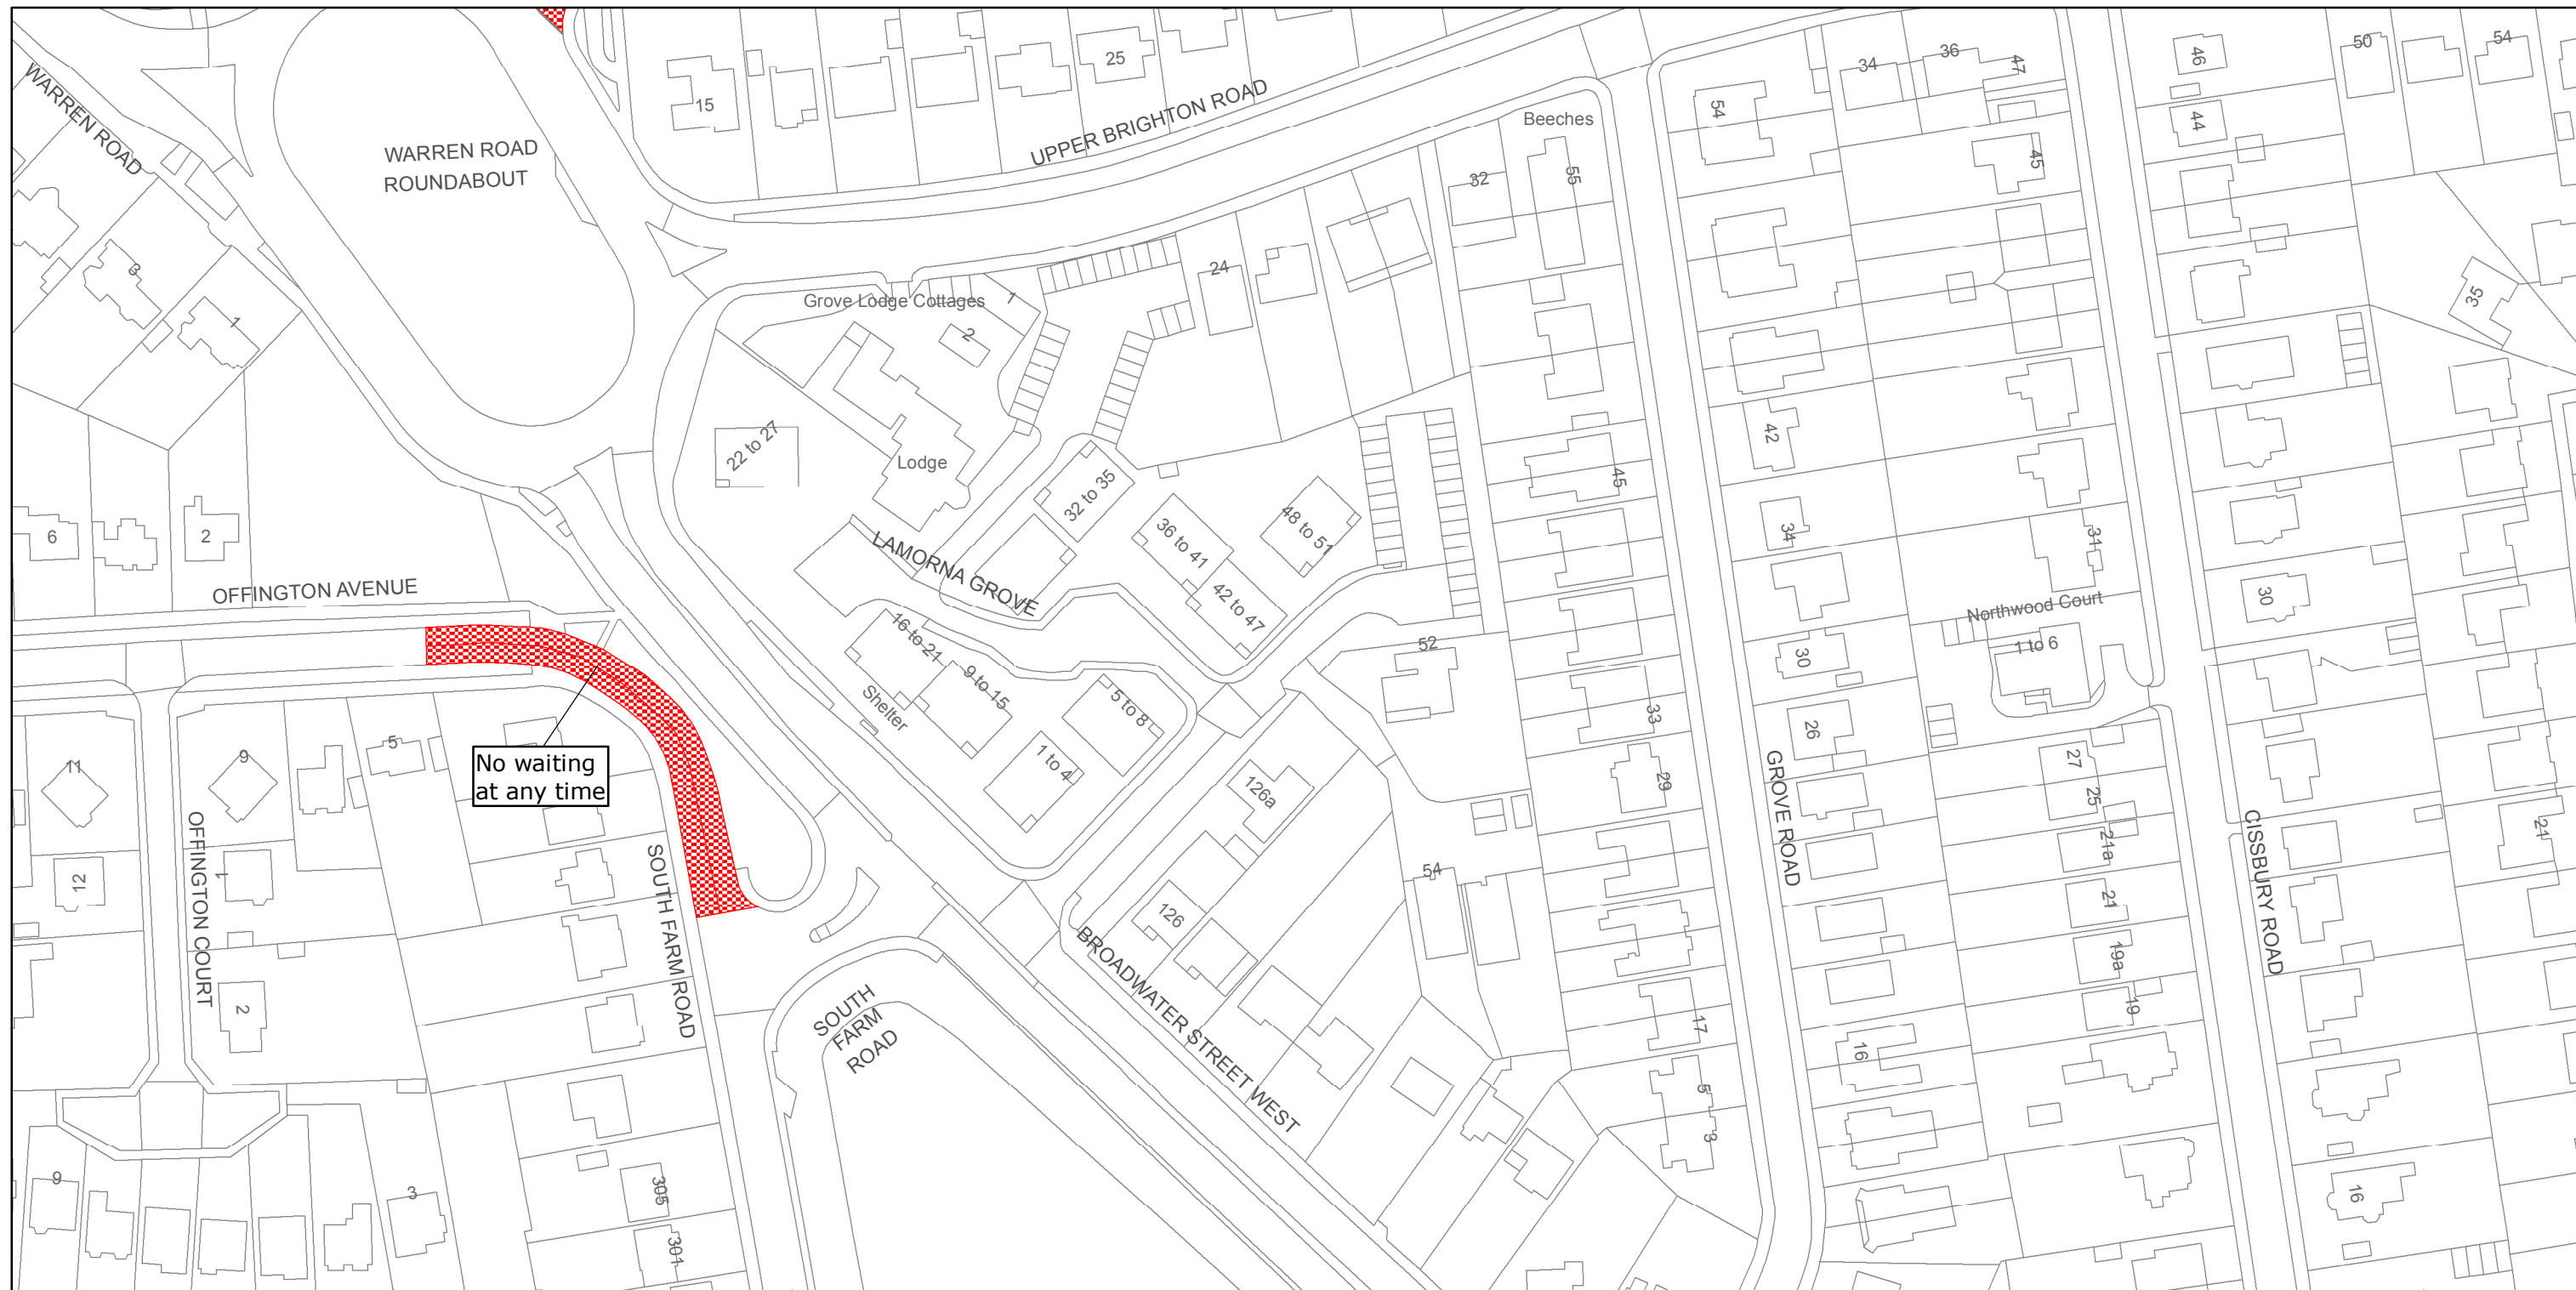 WARREN ROAD
WARREN ROAD
ROUNDABOUT
15
25
UPPER BRIGHTON ROAD
Beeches
32
55
54
34
36
47
45
46
44
50
54
35
3
1
Grove Lodge Cottages
1
2
24
22 to 27
Lodge
32 to 35
36 to 41
48 to 51
42 to 47
LAMORNA GROVE
45
42
34
31
30
Northwood Court
1 to 6
6
2
OFFINGTON AVENUE
16 to 21
9 to 15
Shelter
5 to 8
1 to 4
52
30
33
26
27
25
29
GROVE ROAD
No waiting
at any time
11
9
5
12
1
OFFINGTON COURT
2
SOUTH FARM ROAD
SOUTH
FARM
ROAD
126a
126
54
BROADWATER STREET WEST
21a
21
19a
19
21
CISSBURY ROAD
17
16
5
3
16
9
3
305
301